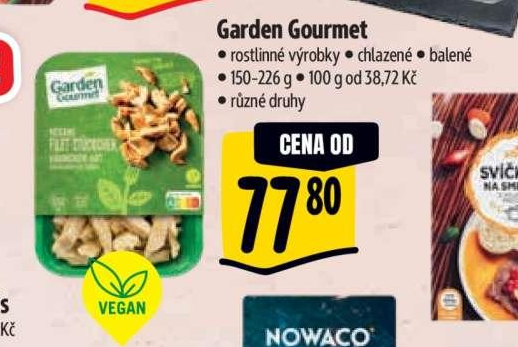 Garden Gourmet
• rostlinné výrobky • chlazené • balené
• 150-226 g • 100 g od 38,72 Kč
• různé druhy
CENA OD
77 80
Garden
Gourmet
VEGAN
s
Kč
SVÍČ
NA SM
NOWACO